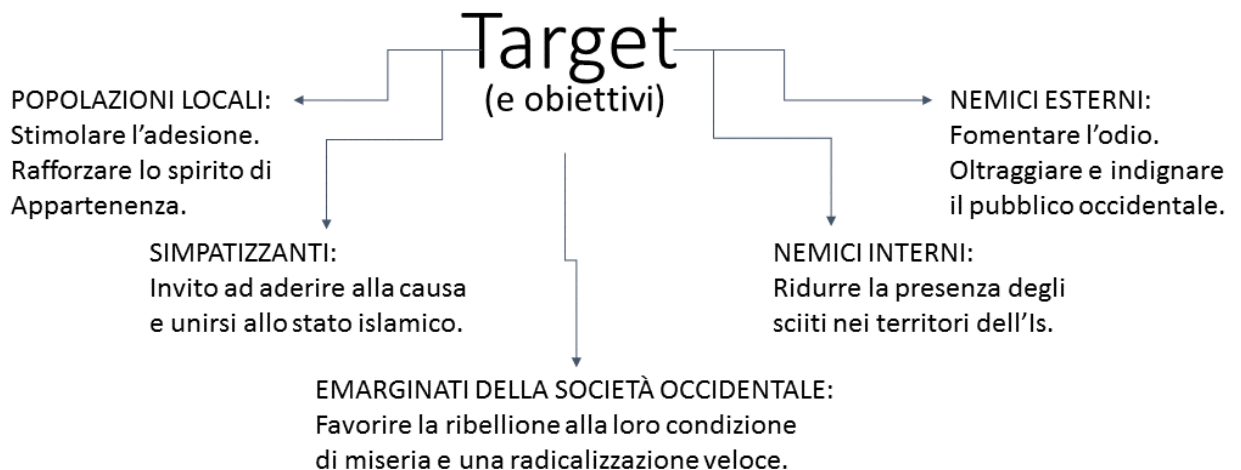 Target
(e obiettivi)
POPOLAZIONI LOCALI:
Stimolare l’adesione.
Rafforzare lo spirito di
Appartenenza.
SIMPATIZZANTI:
Invito ad aderire alla causa
e unirsi allo stato islamico.
EMARGINATI DELLA SOCIETÀ OCCIDENTALE:
Favorire la ribellione alla loro condizione
di miseria e una radicalizzazione veloce.
NEMICI INTERNI:
Ridurre la presenza degli
sciiti nei territori dell’Is.
NEMICI ESTERNI:
Fomentare l’odio.
Oltraggiare e indignare
il pubblico occidentale.